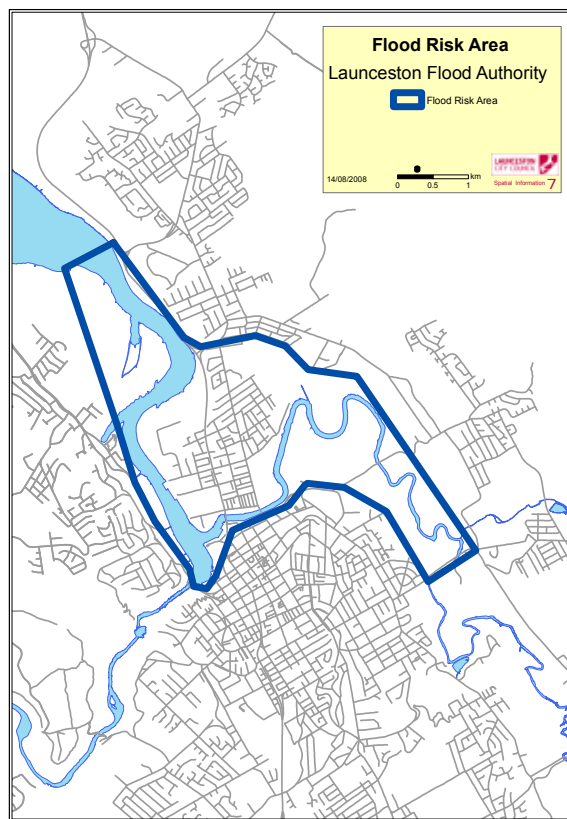 Flood Risk Area
Launceston Flood Authority
Flood Risk Area
14/08/2008
km
0 0.5 1
LAUNCESTON
CITY COUNCIL
Spatial Information 7